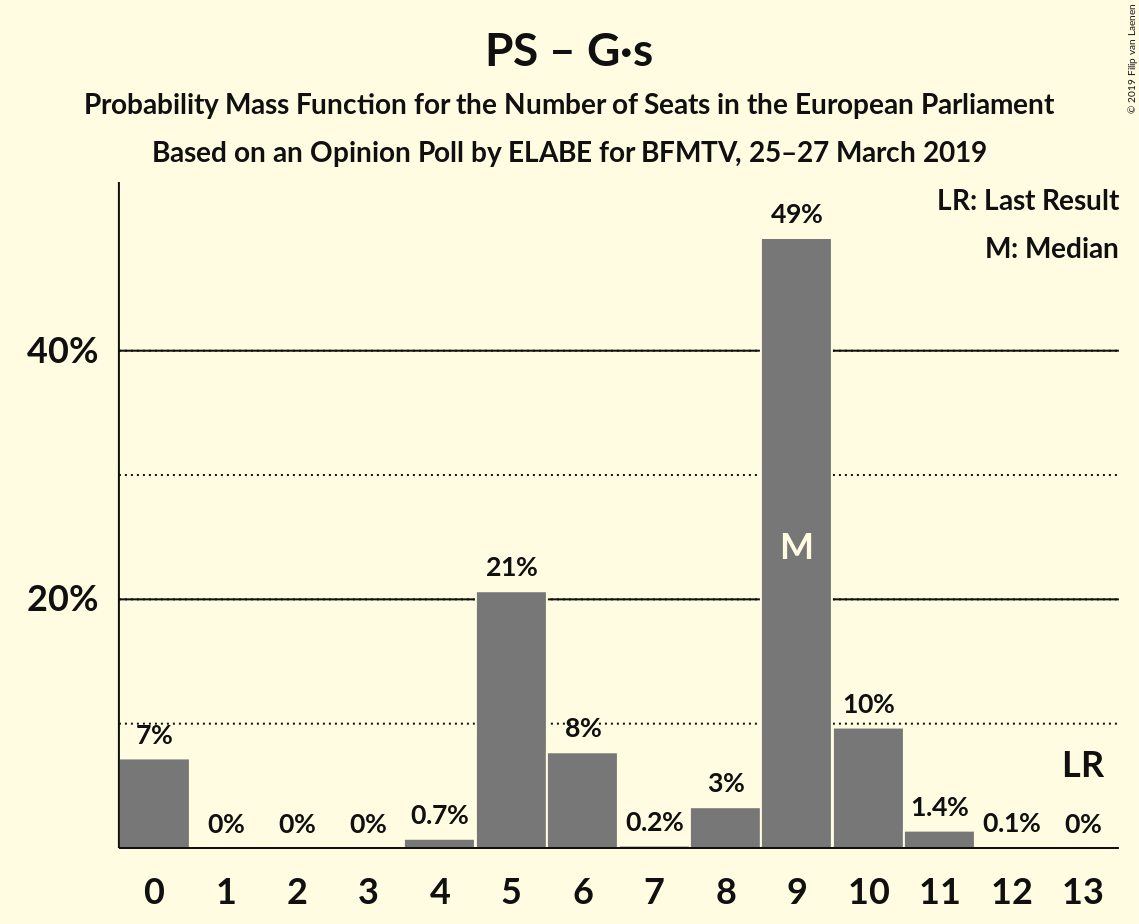 PS – G·s
Probability Mass Function for the Number of Seats in the European Parliament
Based on an Opinion Poll by ELABE for BFMTV, 25–27 March 2019
© 2019 Filip van Laenen
LR: Last Result
M: Median
49%
40%
M
21%
20%
10%
8%
7%
LR
3%
1.4%
0.7%
0% 0% 0% 0.2% 0.1% 0%
0 1 2 3 4 5 6 7 8 9 10 11 12 13